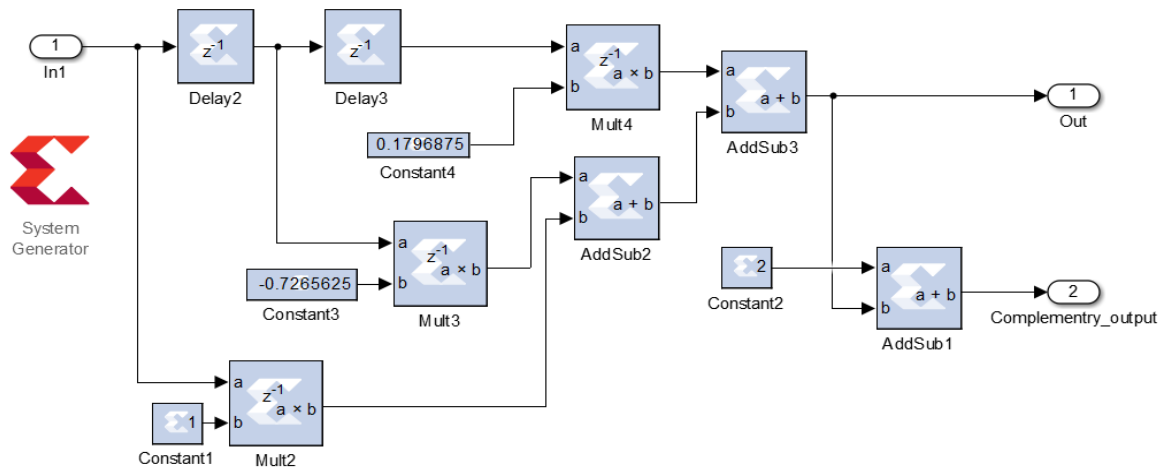 1
In1
z-1
Delay2
z-1
Delay3
a
b
z-1
a × b
Mult4
0.1796875
Constant4
a
b
a + b
AddSub3
1
Out
System
Generator
a
b
a + b
AddSub2
a
b
z-1
a × b
Mult3
-0.7265625
Constant3
2
Constant2
a
b
a + b
AddSub1
2
Complementry_output
a
b
z-1
a × b
Mult2
1
Constant1